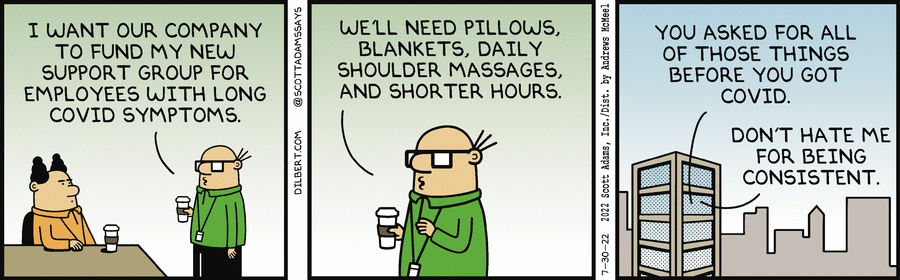 I WANT OUR COMPANY
TO FUND MY NEW
SUPPORT GROUP FOR
EMPLOYEES WITH LONG
COVID SYMPTOMS.
DILBERT.COM @SCOTTADAMSSAYS
WE'LL NEED PILLOWS,
BLANKETS, DAILY
SHOULDER MASSAGES,
AND SHORTER HOURS.
7-30-22 2022 Scott Adams, Inc./Dist. by Andrews McMeel
YOU ASKED FOR ALL
OF THOSE THINGS
BEFORE YOU GOT
COVID.
DON'T HATE ME
FOR BEING
CONSISTENT.